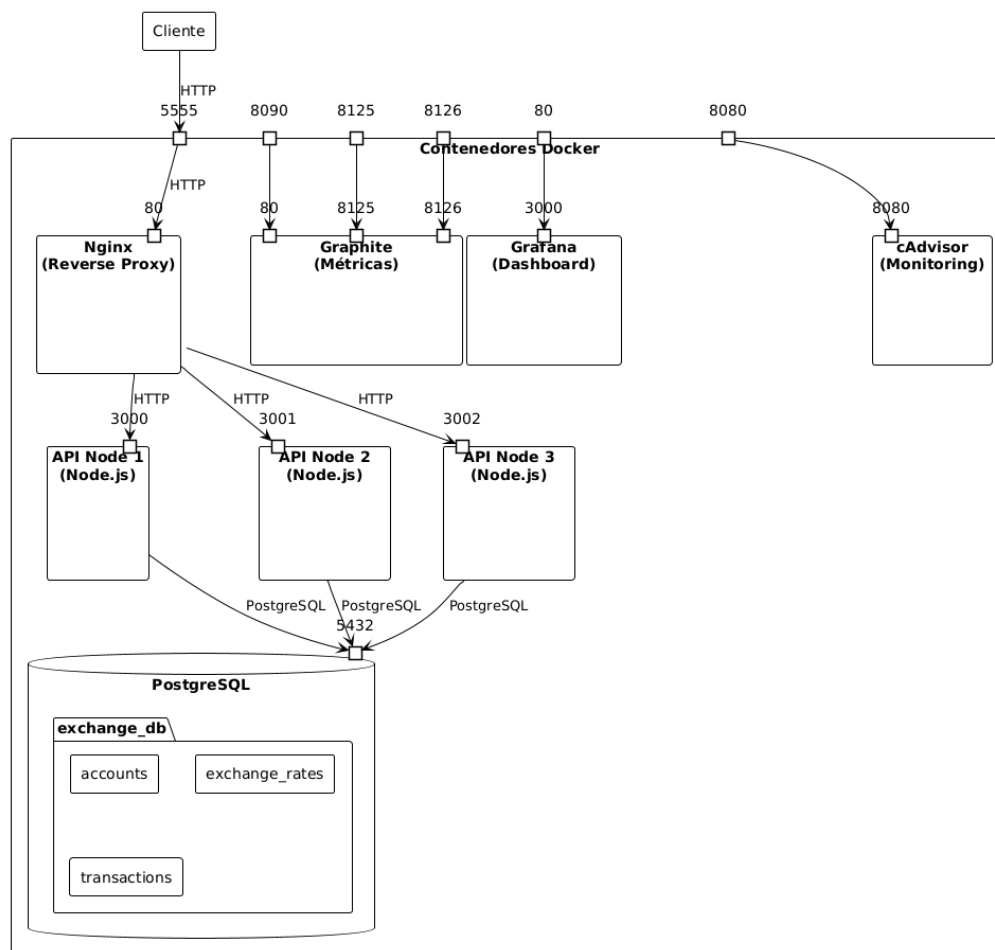 Cliente
HTTP
5555
8090
8125
8126
80
8080
Contenedores Docker
HTTP
80
80
8125
8126
3000
8080
Nginx
(Reverse Proxy)
Graphite
(Métricas)
Grafana
(Dashboard)
cAdvisor
(Monitoring)
HTTP
HTTP
HTTP
3000
3001
3002
API Node 1
(Node.js)
API Node 2
(Node.js)
API Node 3
(Node.js)
PostgreSQL
PostgreSQL
PostgreSQL
5432
PostgreSQL
exchange_db
accounts
exchange_rates
transactions